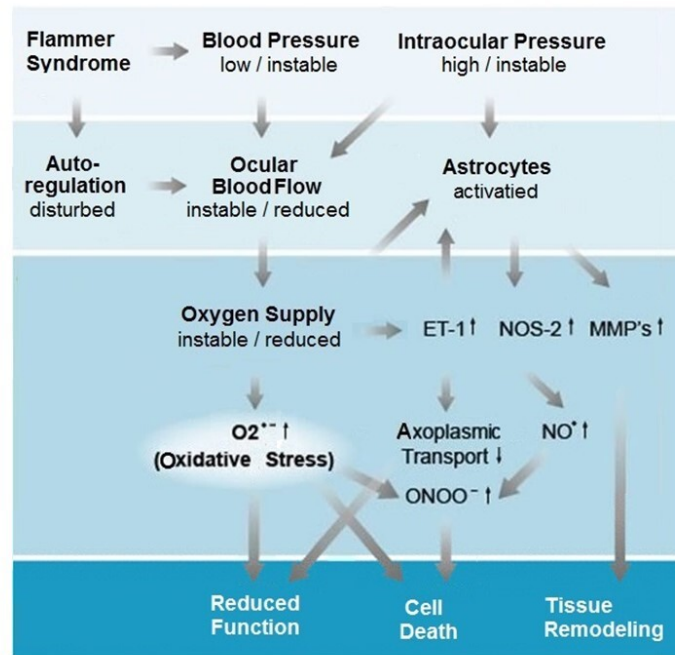 Flammer
Syndrome
Blood Pressure
low / instable
Intraocular Pressure
high / instable
Auto-
regulation
disturbed
Ocular
Blood Flow
instable / reduced
Astrocytes
activatied
Oxygen Supply
instable / reduced
ET-1↑
NOS-2↑
MMP's↑
O2•−↑
(Oxidative Stress)
Axoplasmic
Transport↓
NO•↑
ONOO−↑
Reduced
Function
Cell
Death
Tissue
Remodeling